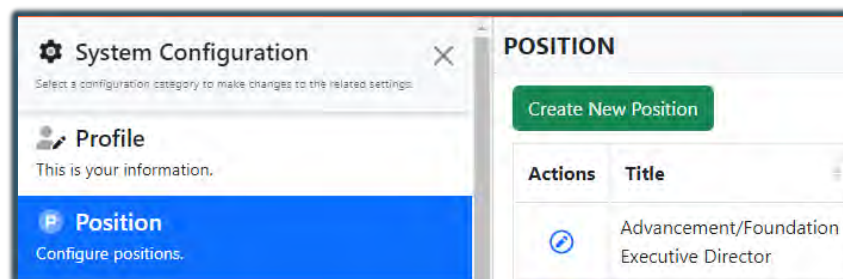 System Configuration
Select a configuration category to make changes to the related settings.
Profile
This is your information.
P Position
Configure positions.
POSITION
Create New Position
Actions Title
Advancement/Foundation
Executive Director